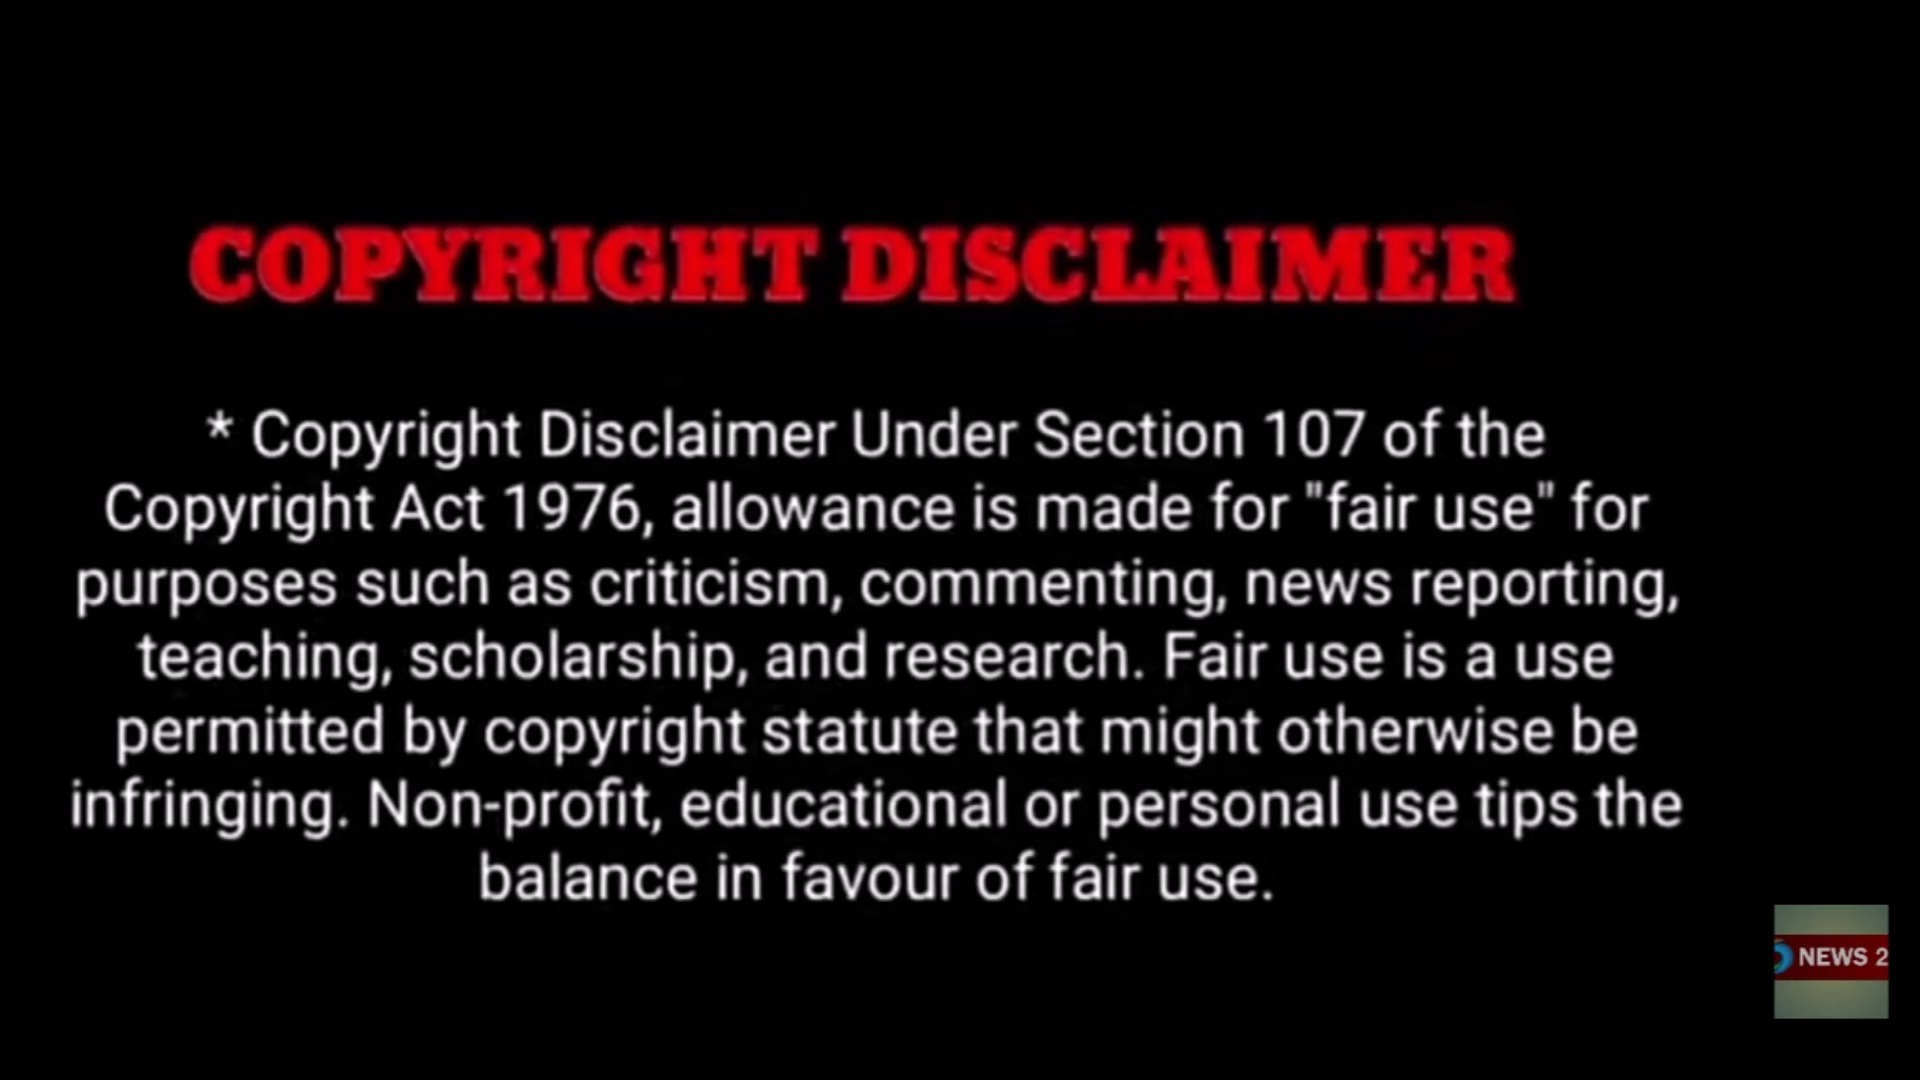 COPYRIGHT DISCLAIMER
* Copyright Disclaimer Under Section 107 of the
Copyright Act 1976, allowance is made for "fair use" for
purposes such as criticism, commenting, news reporting,
teaching, scholarship, and research. Fair use is a use
permitted by copyright statute that might otherwise be
infringing. Non-profit, educational or personal use tips the
balance in favour of fair use.
NEWS 2